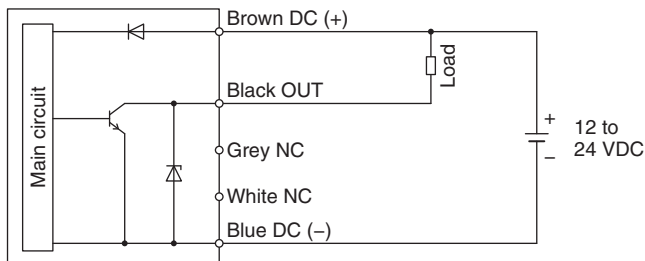 Brown DC (+)
Main circuit
Load
Black OUT
+
12 to
24 VDC
−
Grey NC
White NC
Blue DC (−)